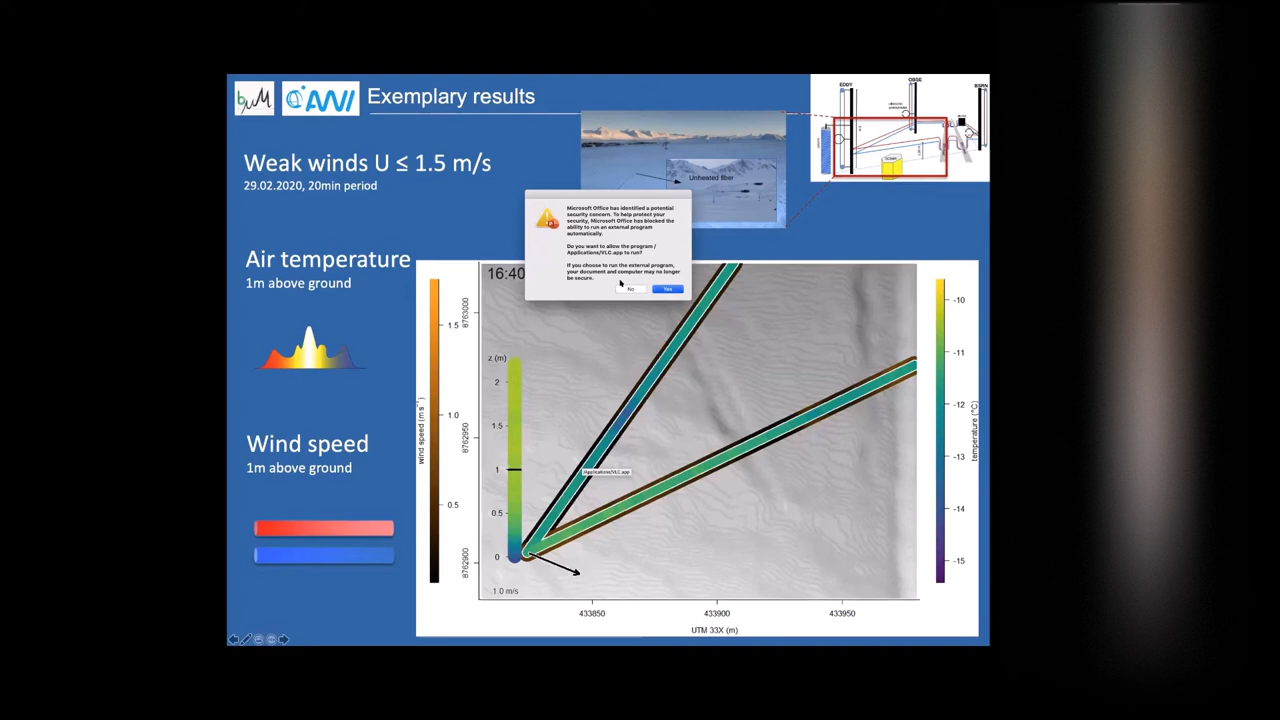 AWI
Exemplary results
Weak winds U ≤ 1.5 m/s
29.02.2020, 20min period
Unheated fiber
EDDY
OBSE
BSRN
Microsoft Office has identified a potential
security concern. To help protect your
security, Microsoft Office has blocked the
ability to run an external program
automatically.
Do you want to allow the program /
Applications/VLC.app to run?
If you choose to run the external program,
your document and computer may no longer
be secure.
No
Yes
Air temperature
1m above ground
Wind speed
1m above ground
16:40
wind speed (m s⁻¹)
1.5
1.0
0.5
8763000
8762950
8762900
z (m)
2
1.5
1
0.5
0
/Applications/VLC.app
1.0 m/s
433850
433900
433950
UTM 33X (m)
-10
-11
-12
-13
-14
-15
temperature (°C)